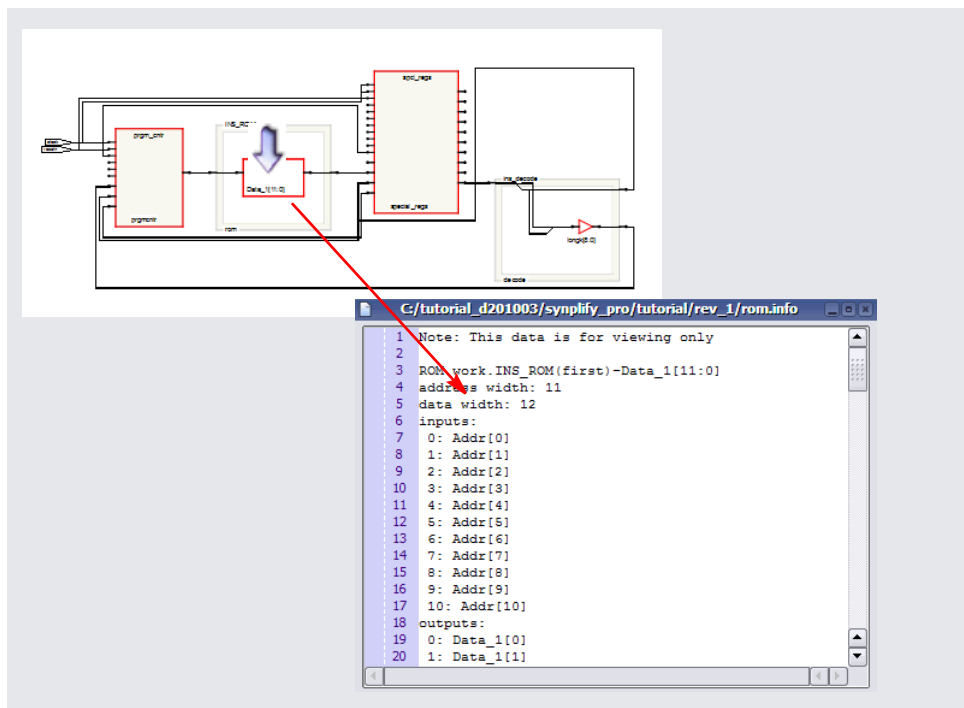 spcl_regs
INS_RO
prgm_cntr
Data_1[11:0]
ins_decode
special_regs
prgmcntr
rom
longk[8:0]
decode
C:/tutorial_d201003/synplify_pro/tutorial/rev_1/rom.info
1 Note: This data is for viewing only
2
3 ROM work.INS_ROM(first)-Data_1[11:0]
4 address width: 11
5 data width: 12
6 inputs:
7 0: Addr[0]
8 1: Addr[1]
9 2: Addr[2]
10 3: Addr[3]
11 4: Addr[4]
12 5: Addr[5]
13 6: Addr[6]
14 7: Addr[7]
15 8: Addr[8]
16 9: Addr[9]
17 10: Addr[10]
18 outputs:
19 0: Data_1[0]
20 1: Data_1[1]